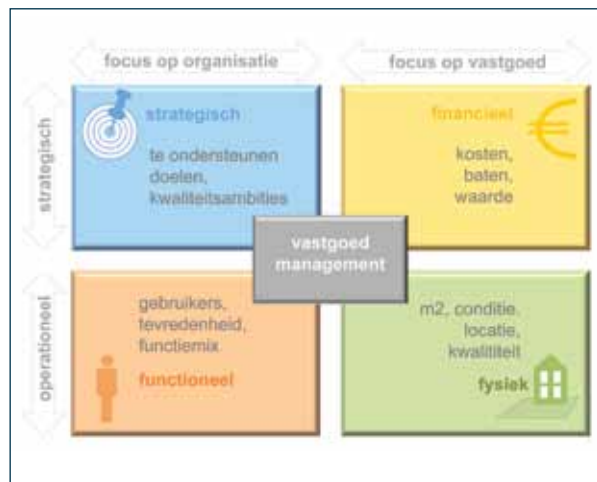 focus op organisatie
focus op vastgoed
strategisch
strategisch
te ondersteunen
doelen,
kwaliteitsambities
financieel
kosten,
baten,
waarde
vastgoed
management
operationeel
gebruikers,
tevredenheid,
functiemix
functioneel
m2, conditie.
locatie,
kwalititeit
fysiek